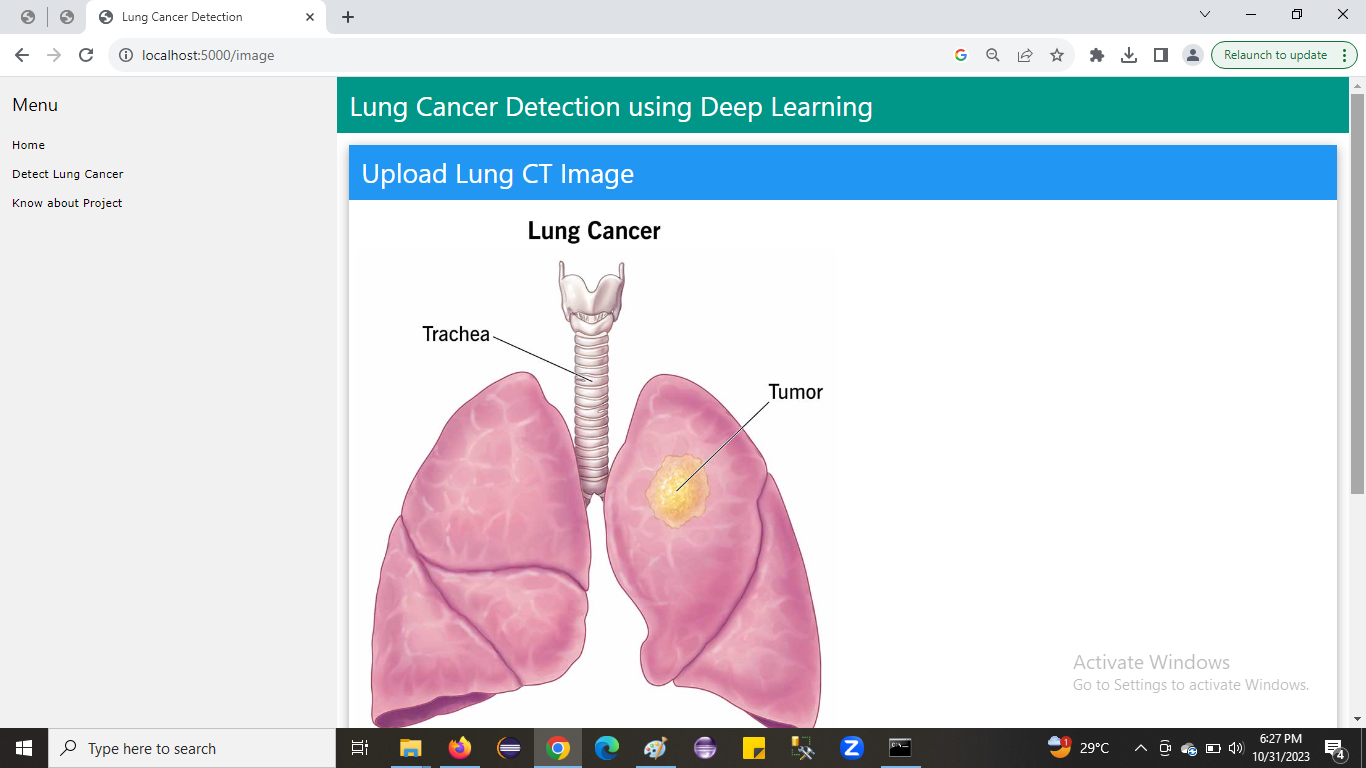 Lung Cancer Detection
localhost:5000/image
Relaunch to update
Menu
Home
Detect Lung Cancer
Know about Project
Lung Cancer Detection using Deep Learning
Upload Lung CT Image
Lung Cancer
Trachea
Tumor
Activate Windows
Go to Settings to activate Windows.
Type here to search
1
29°C
6:27 PM
10/31/2023
4